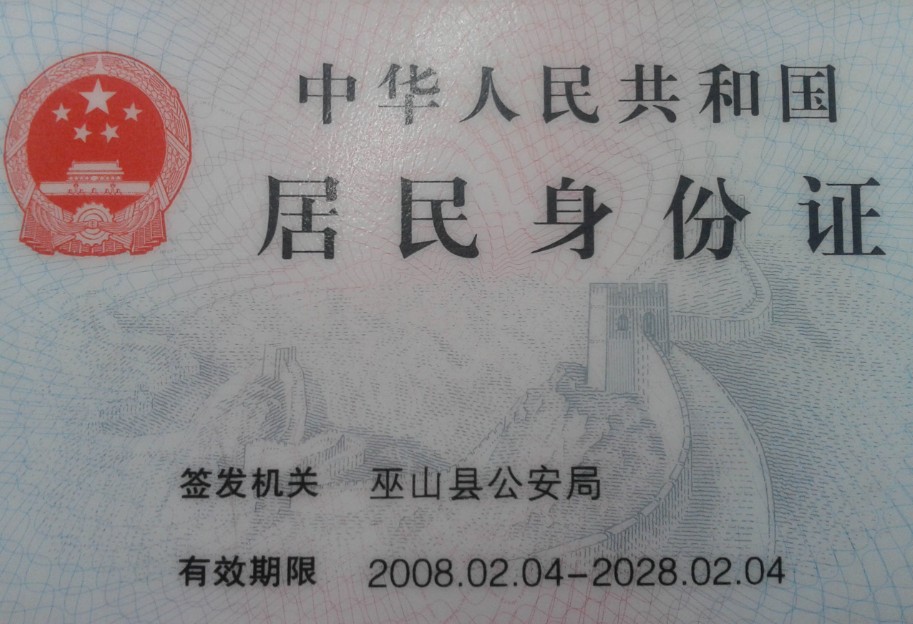 中华人民共和国
居民身份证
签发机关 巫山县公安局
有效期限 2008.02.04-2028.02.04